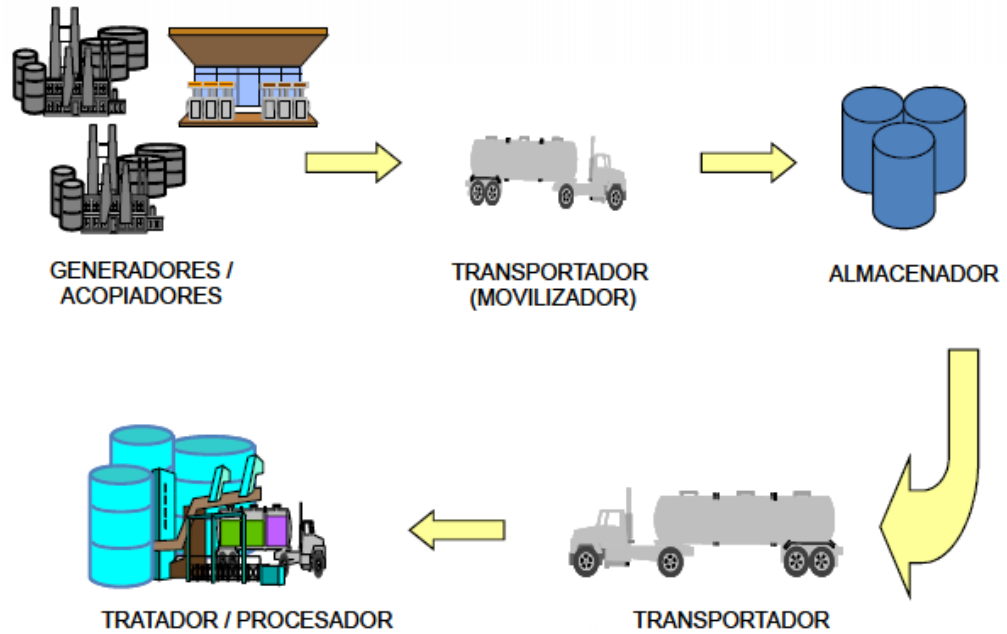 GENERADORES /
ACOPIADORES
TRANSPORTADOR
(MOVILIZADOR)
ALMACENADOR
TRATADOR / PROCESADOR
TRANSPORTADOR